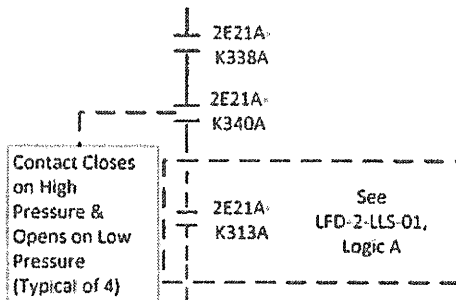 2E21A-
K338A
2E21A-
K340A
Contact Closes
on High
Pressure &
Opens on Low
Pressure
(Typical of 4)
2E21A-
K313A
See
LFD-2-LLS-01,
Logic A